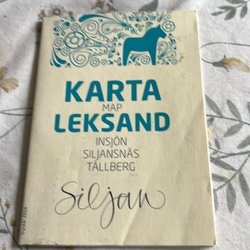 KARTA
MAP
LEKSAND
INSJÖN
SILJANSNÄS
TÄLLBERG
Siljan